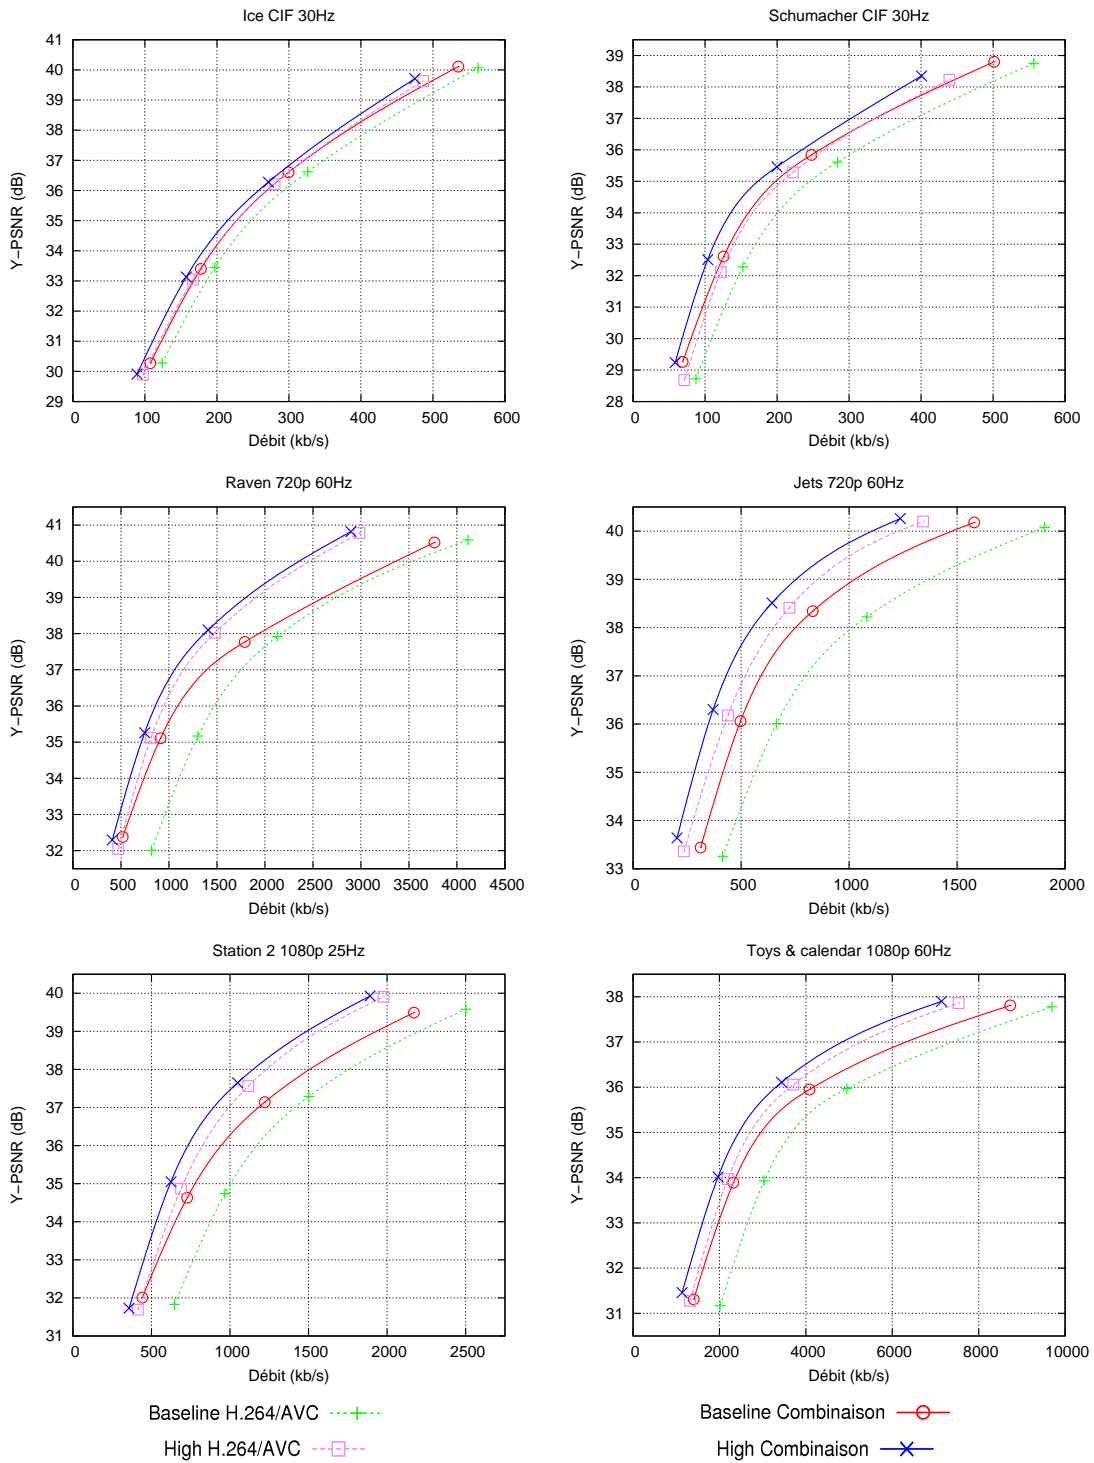 Ice CIF 30Hz
41
40
39
38
37
36
35
34
33
32
31
30
29
Y−PSNR (dB)
0 100 200 300 400 500 600
Débit (kb/s)
Schumacher CIF 30Hz
39
38
37
36
35
34
33
32
31
30
29
28
Y−PSNR (dB)
0 100 200 300 400 500 600
Débit (kb/s)
Raven 720p 60Hz
41
40
39
38
37
36
35
34
33
32
Y−PSNR (dB)
0 500 1000 1500 2000 2500 3000 3500 4000 4500
Débit (kb/s)
Jets 720p 60Hz
40
39
38
37
36
35
34
33
Y−PSNR (dB)
0 500 1000 1500 2000
Débit (kb/s)
Station 2 1080p 25Hz
40
39
38
37
36
35
34
33
32
31
Y−PSNR (dB)
0 500 1000 1500 2000 2500
Débit (kb/s)
Toys & calendar 1080p 60Hz
38
37
36
35
34
33
32
31
Y−PSNR (dB)
0 2000 4000 6000 8000 10000
Débit (kb/s)
Baseline H.264/AVC
High H.264/AVC
Baseline Combinaison
High Combinaison